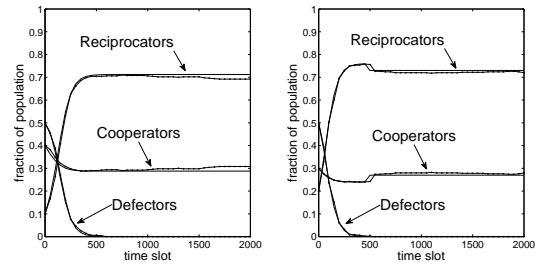 1
0.9
0.8
0.7
0.6
0.5
0.4
0.3
0.2
0.1
0
fraction of population
Reciprocators
Cooperators
Defectors
0 500 1000 1500 2000
time slot
1
0.9
0.8
0.7
0.6
0.5
0.4
0.3
0.2
0.1
0
fraction of population
Reciprocators
Cooperators
Defectors
0 500 1000 1500 2000
time slot